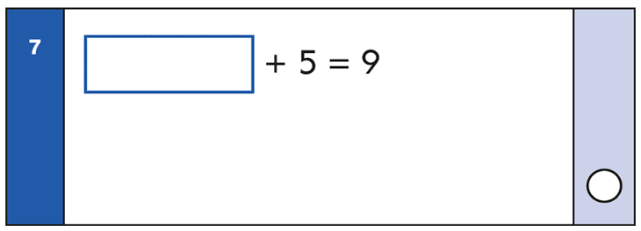 7
+ 5 = 9